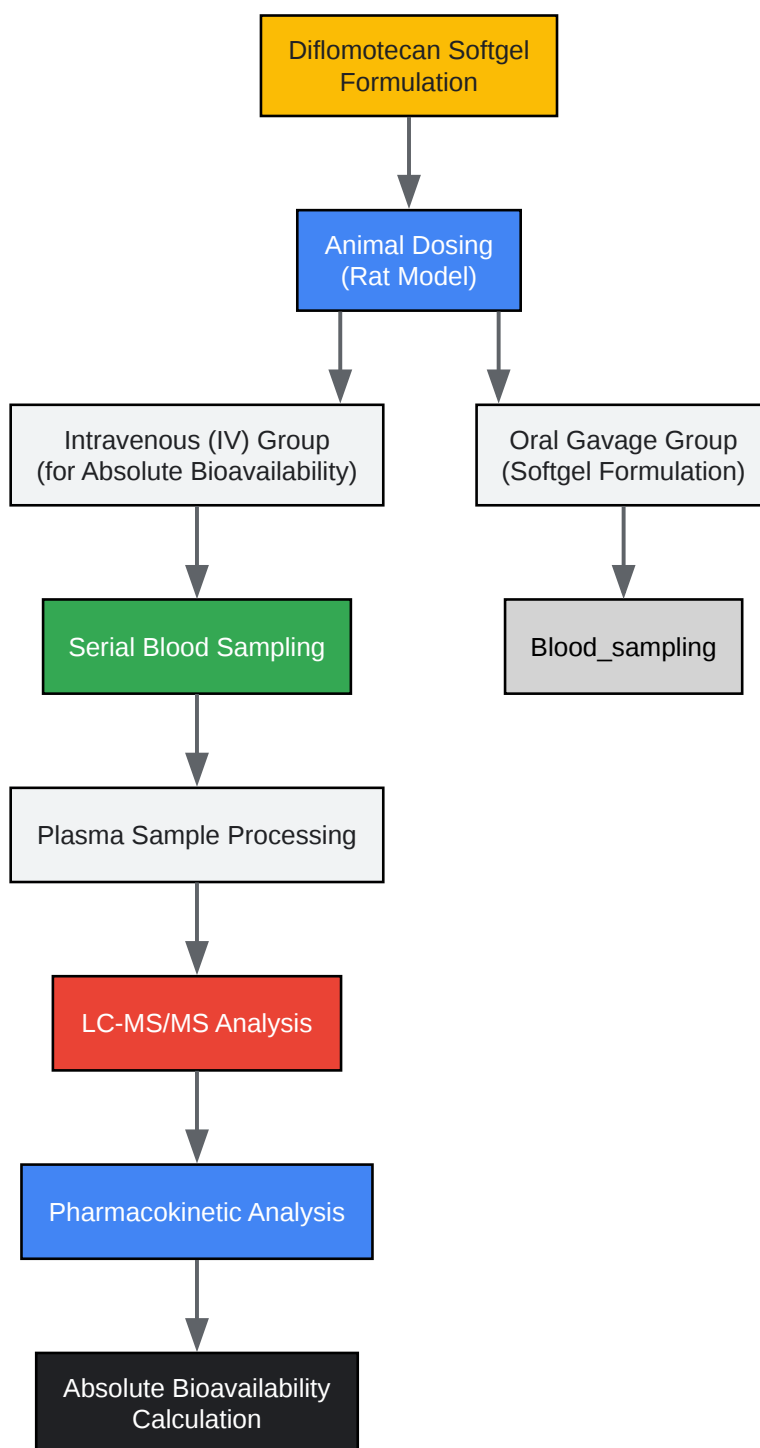 Diflomotecan Softgel
Formulation
Animal Dosing
(Rat Model)
Intravenous (IV) Group
(for Absolute Bioavailability)
Oral Gavage Group
(Softgel Formulation)
Serial Blood Sampling
Blood_sampling
Plasma Sample Processing
LC-MS/MS Analysis
Pharmacokinetic Analysis
Absolute Bioavailability
Calculation